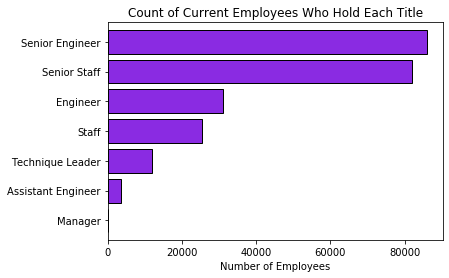 Count of Current Employees Who Hold Each Title
Senior Engineer
Senior Staff
Engineer
Staff
Technique Leader
Assistant Engineer
Manager
0 20000 40000 60000 80000
Number of Employees